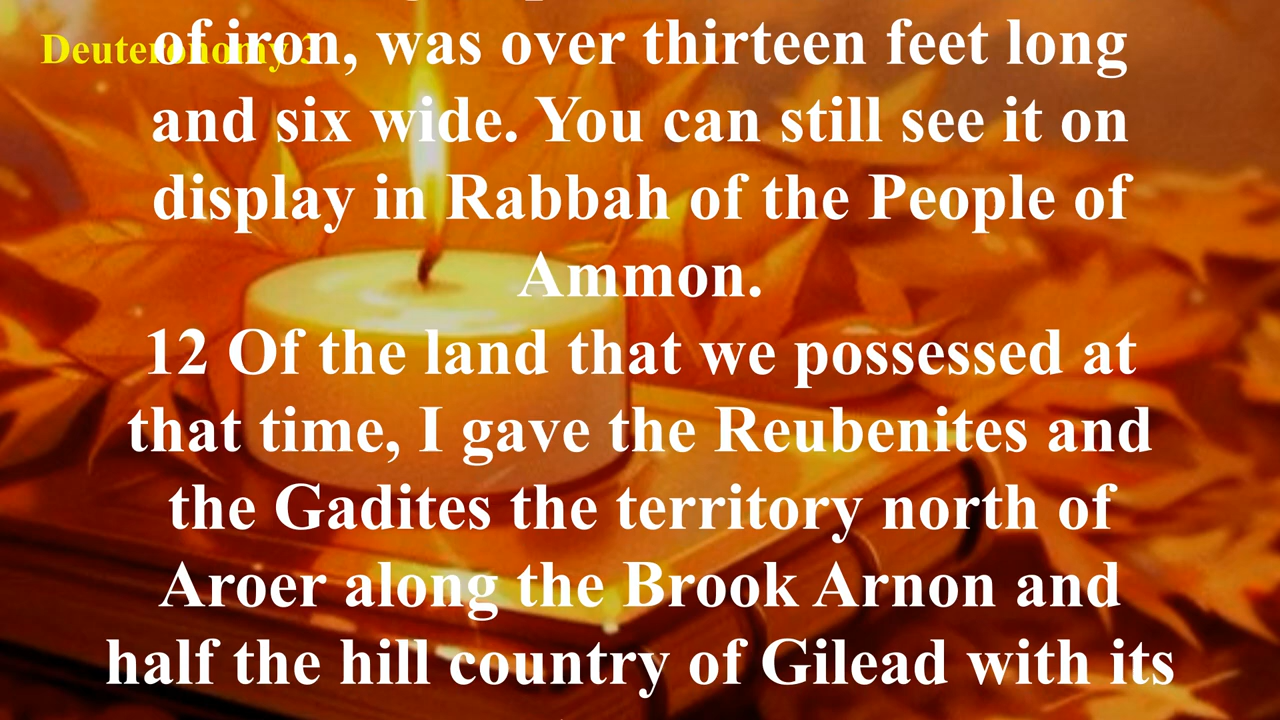 Deuteronomy 3
of iron, was over thirteen feet long
and six wide. You can still see it on
display in Rabbah of the People of
Ammon.
12 Of the land that we possessed at
that time, I gave the Reubenites and
the Gadites the territory north of
Aroer along the Brook Arnon and
half the hill country of Gilead with its